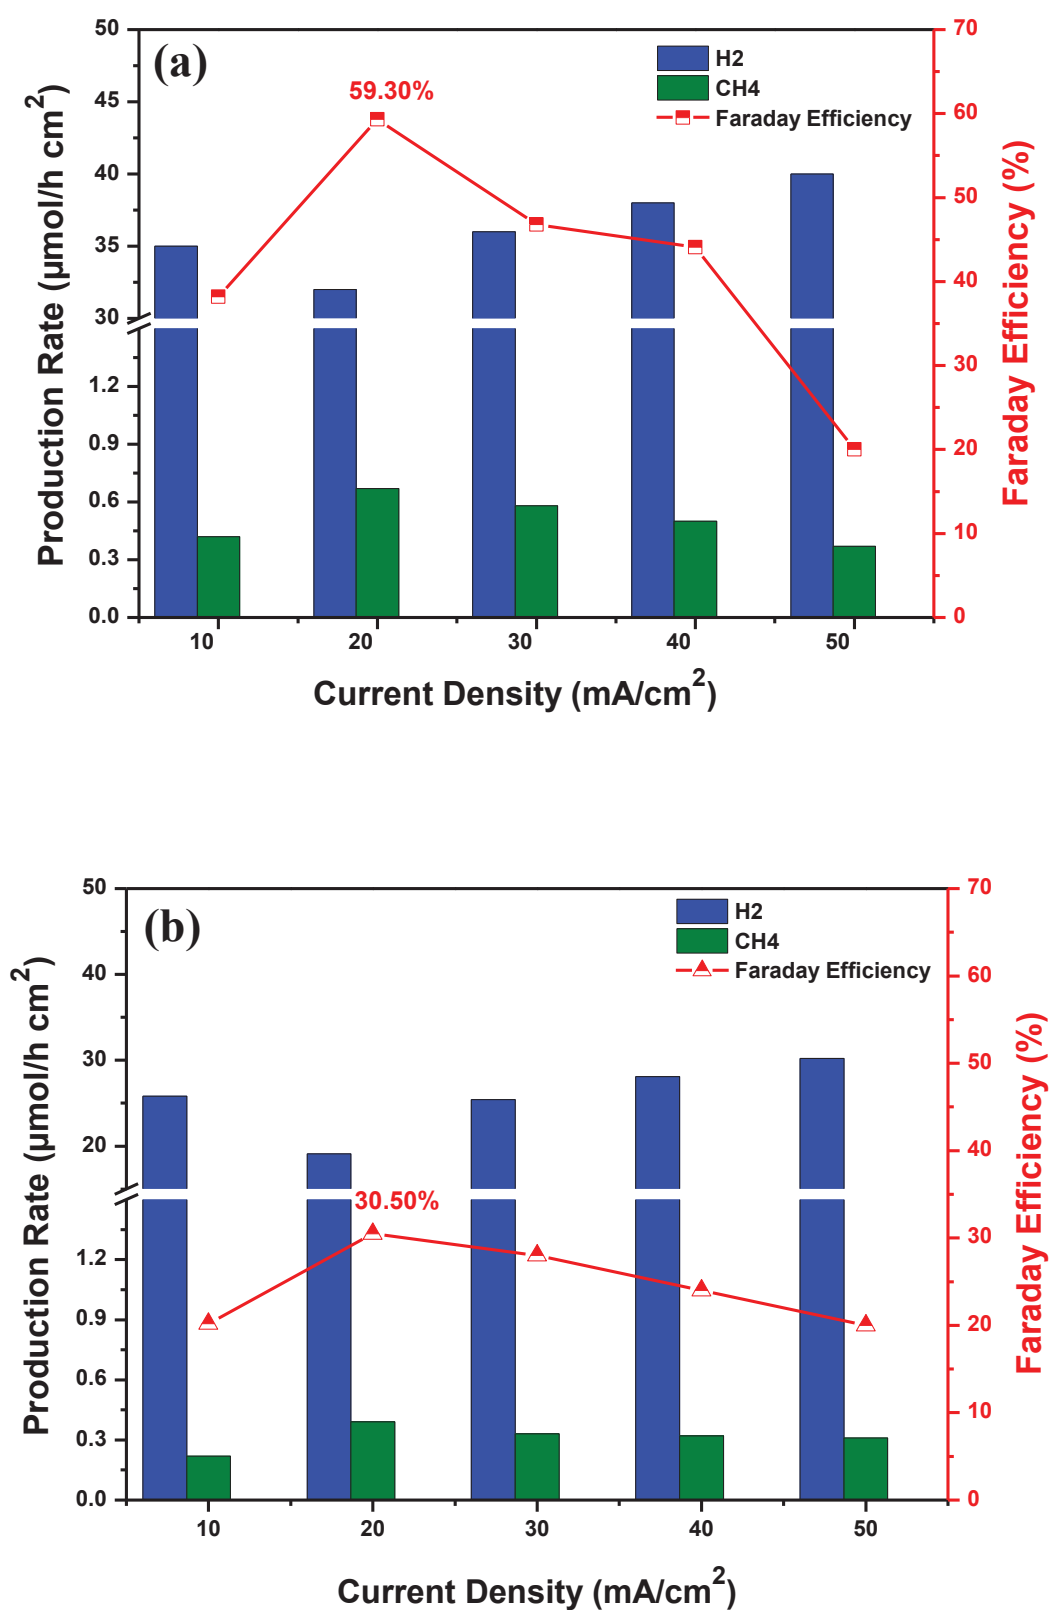 (a)
H2
CH4
Faraday Efficiency
59.30%
50
45
40
35
30
1.2
0.9
0.6
0.3
0.0
Production Rate (µmol/h cm²)
70
60
50
40
30
20
10
0
Faraday Efficiency (%)
10 20 30 40 50
Current Density (mA/cm²)
(b)
H2
CH4
Faraday Efficiency
30.50%
50
40
30
20
1.2
0.9
0.6
0.3
0.0
Production Rate (µmol/h cm²)
70
60
50
40
30
20
10
0
Faraday Efficiency (%)
10 20 30 40 50
Current Density (mA/cm²)